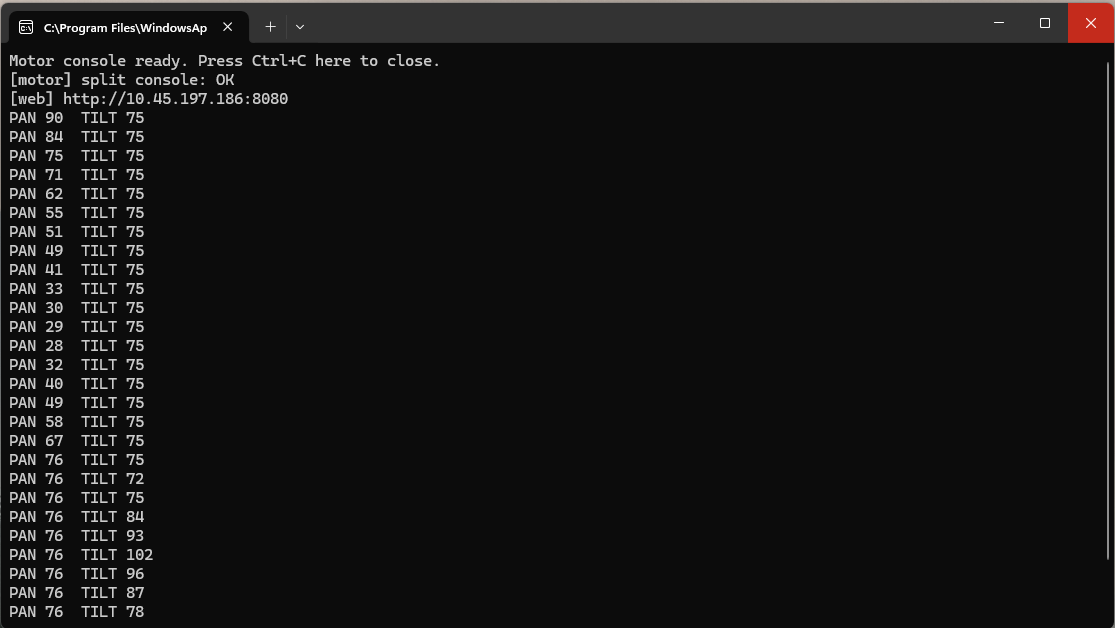 C:\Program Files\WindowsAp
Motor console ready. Press Ctrl+C here to close.
[motor] split console: OK
[web] http://10.45.197.186:8080
PAN 90  TILT 75
PAN 84  TILT 75
PAN 75  TILT 75
PAN 71  TILT 75
PAN 62  TILT 75
PAN 55  TILT 75
PAN 51  TILT 75
PAN 49  TILT 75
PAN 41  TILT 75
PAN 33  TILT 75
PAN 30  TILT 75
PAN 29  TILT 75
PAN 28  TILT 75
PAN 32  TILT 75
PAN 40  TILT 75
PAN 49  TILT 75
PAN 58  TILT 75
PAN 67  TILT 75
PAN 76  TILT 75
PAN 76  TILT 72
PAN 76  TILT 75
PAN 76  TILT 84
PAN 76  TILT 93
PAN 76  TILT 102
PAN 76  TILT 96
PAN 76  TILT 87
PAN 76  TILT 78